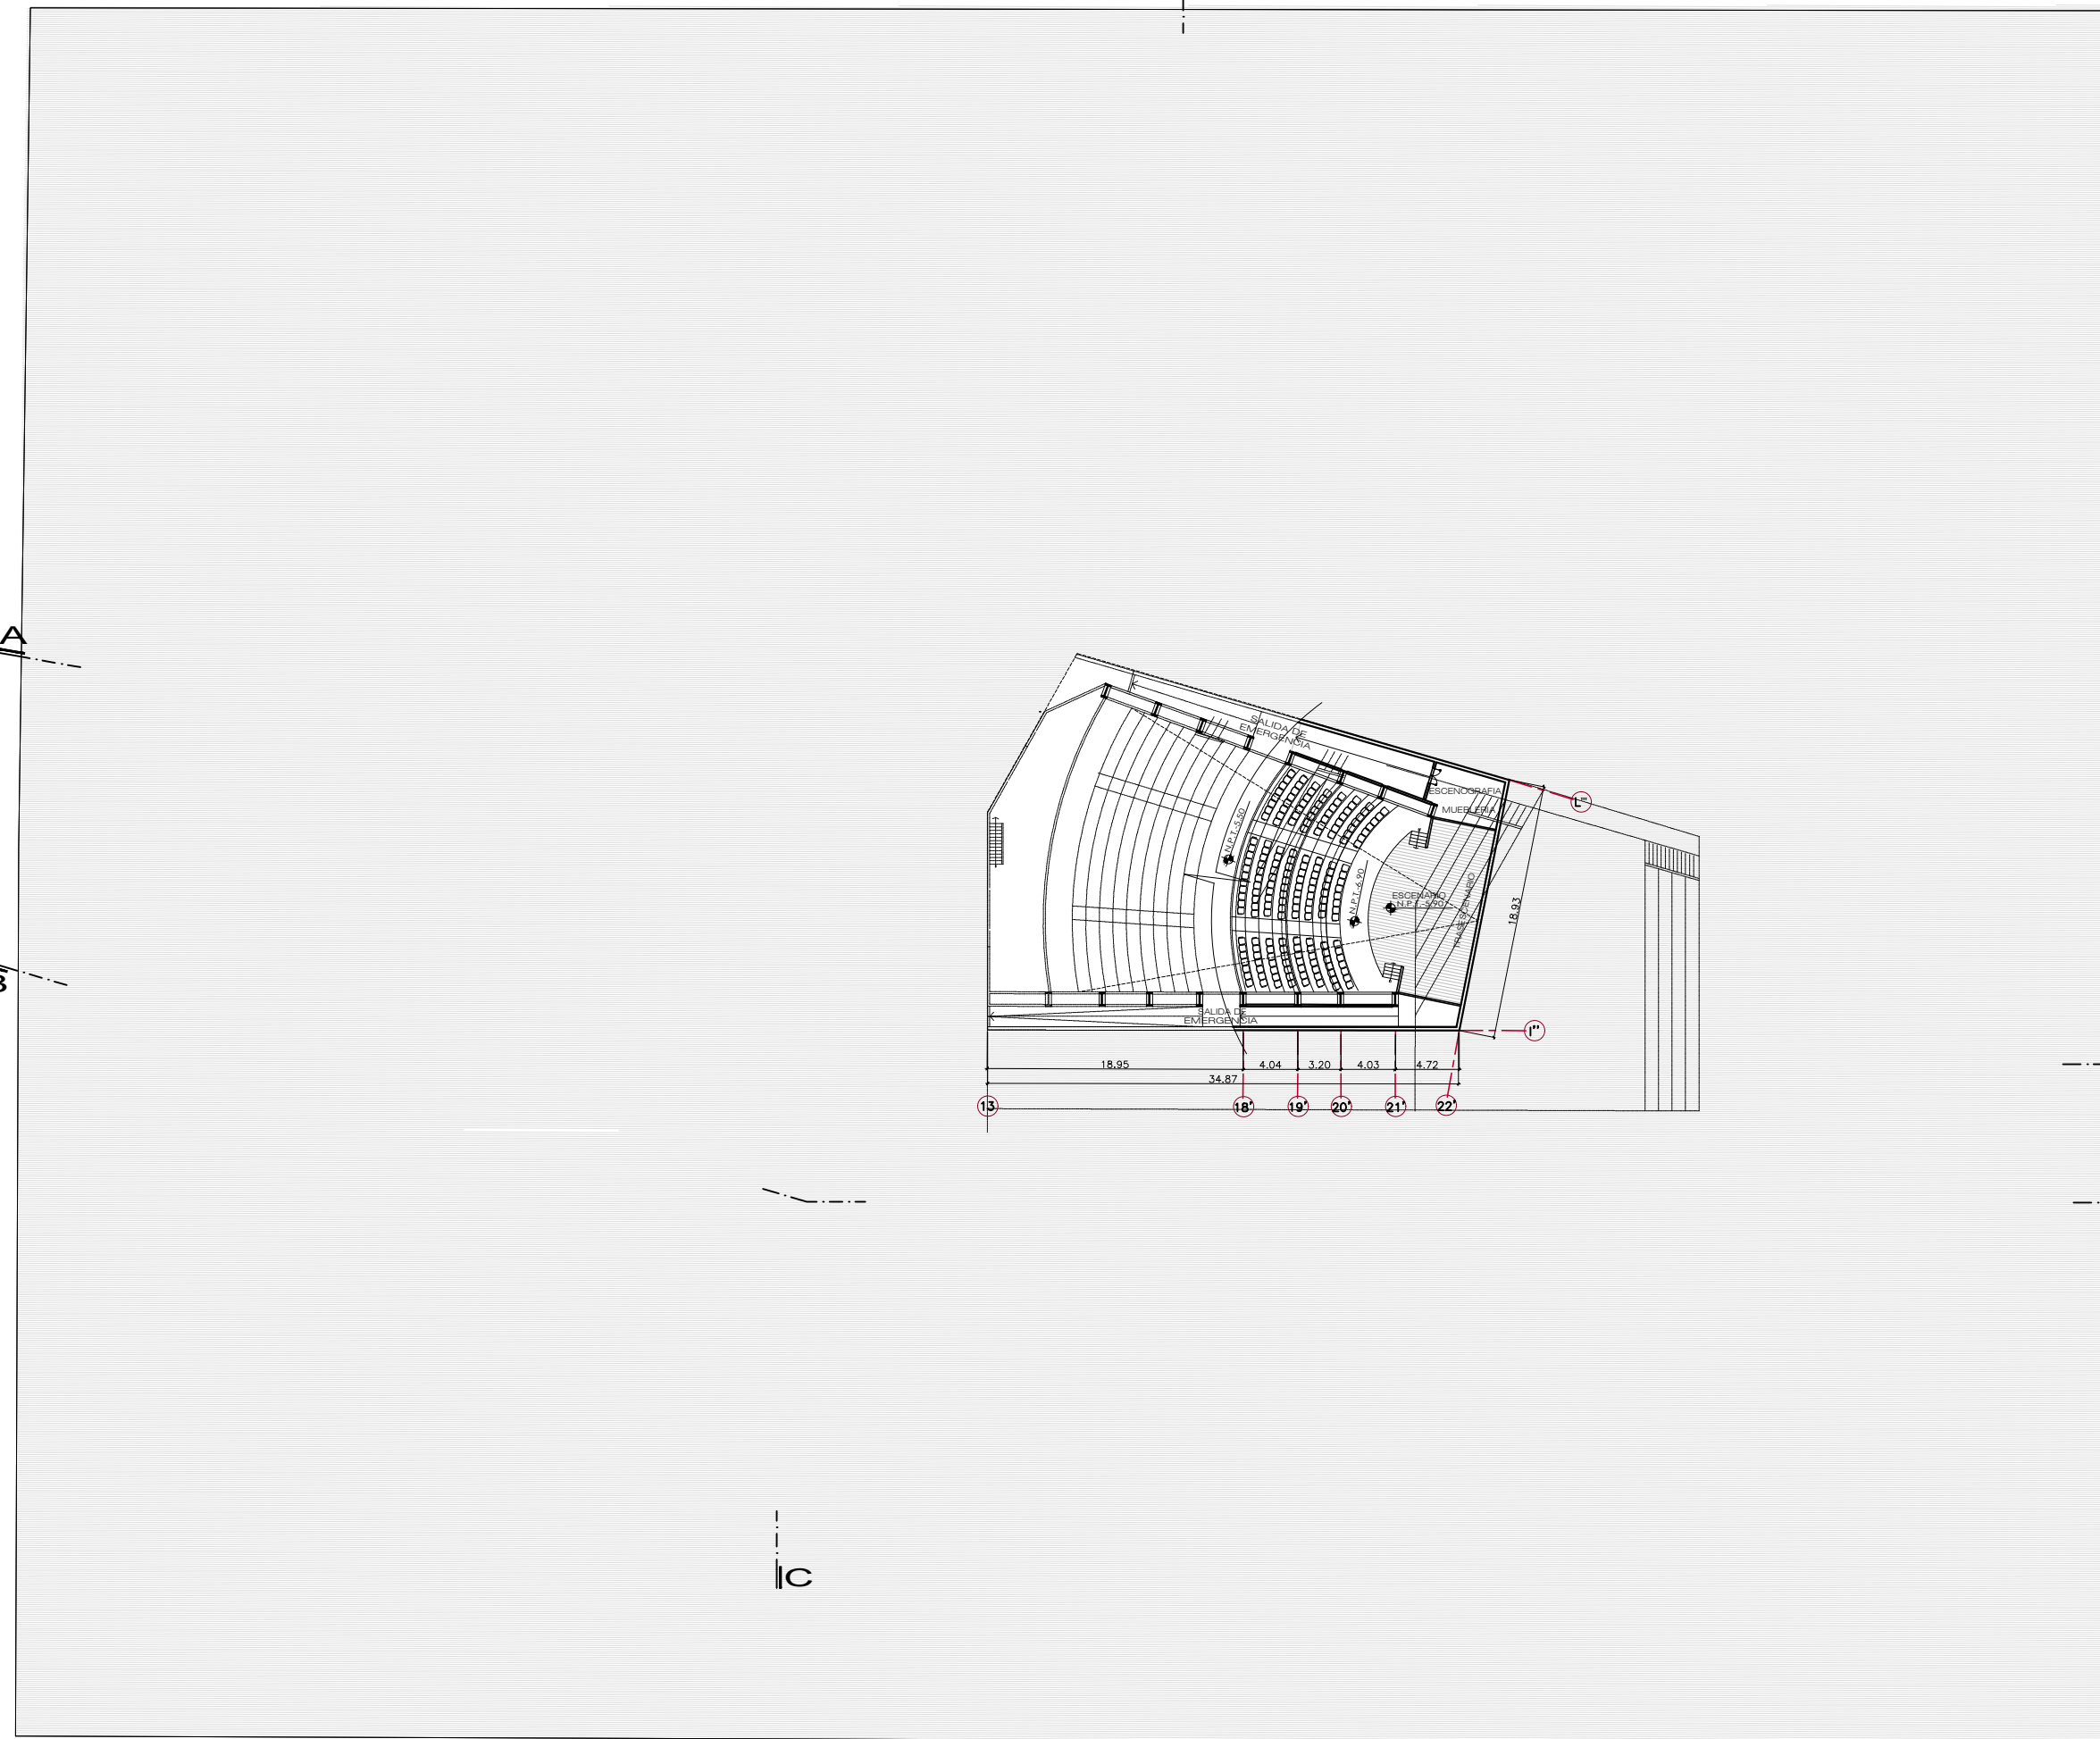 A
SALIDA DE
EMERGENCIA
ESCENOGRAFIA
MUEBLERIA
L"
N.P.T.-5.50
N.P.T.-6.90
ESCENARIO
N.P.T.-5.90
TRASESCENARIO
18.93
B
SALIDA DE
EMERGENCIA
I"
18.95
4.04
3.20
4.03
4.72
34.87
13
18'
19'
20'
21'
22'
C